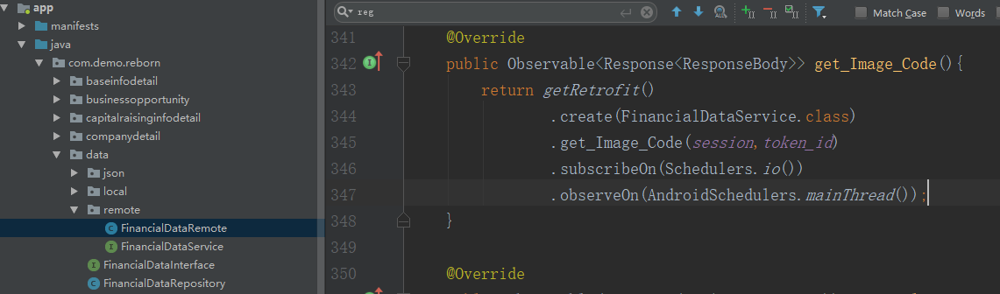 app
manifests
java
com.demo.reborn
baseinfodetail
businessopportunity
capitalraisinginfodetail
companydetail
data
json
local
remote
FinancialDataRemote
FinancialDataService
FinancialDataInterface
FinancialDataRepository
reg
Match Case
Words
341 @Override
342 public Observable<Response<ResponseBody>> get_Image_Code(){
343 return getRetrofit()
344 .create(FinancialDataService.class)
345 .get_Image_Code(session,token_id)
346 .subscribeOn(Schedulers.io())
347 .observeOn(AndroidSchedulers.mainThread());
348 }
349
350 @Override